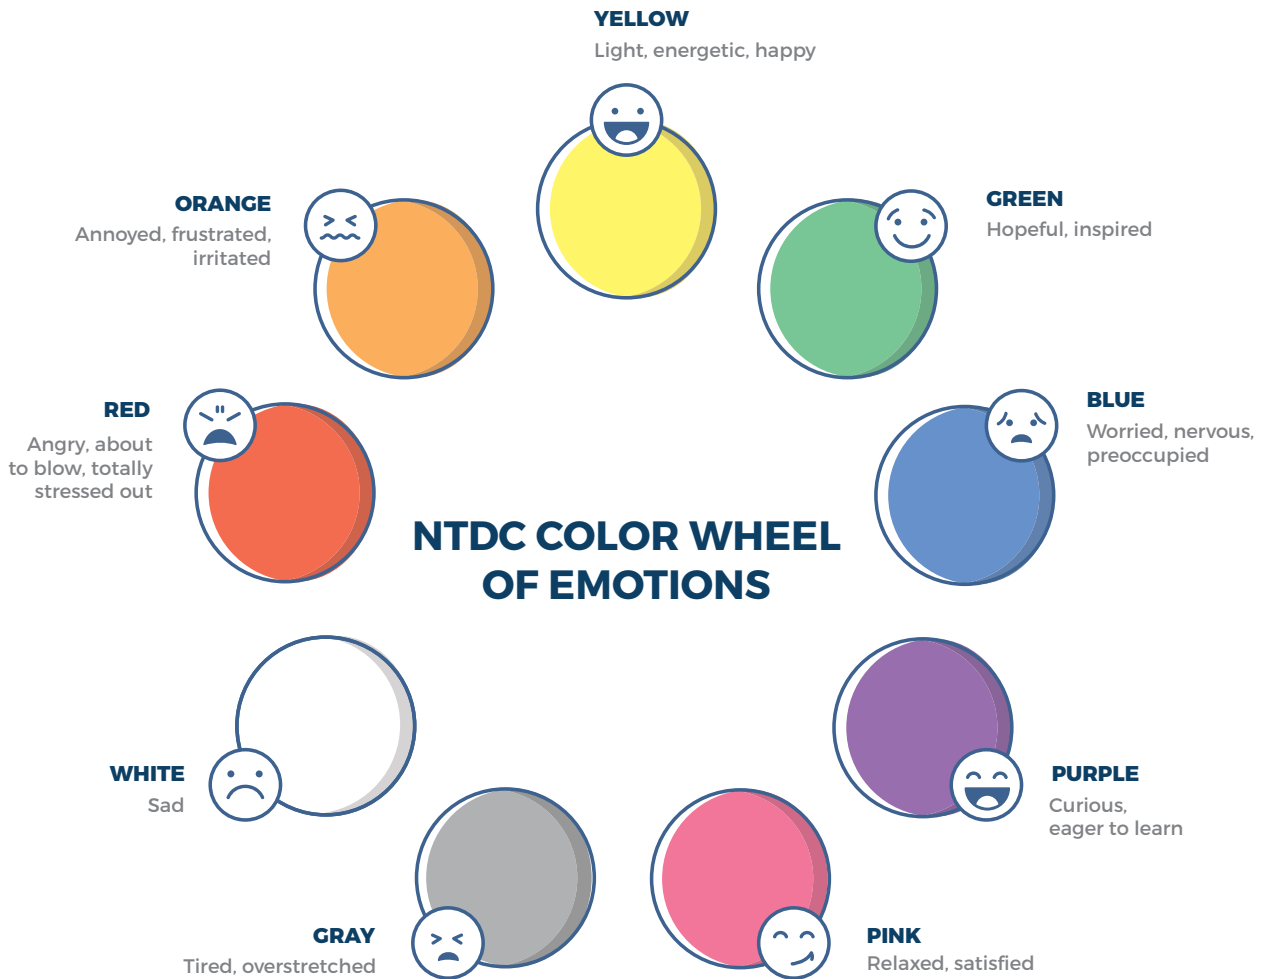 YELLOW
Light, energetic, happy
ORANGE
Annoyed, frustrated,
irritated
GREEN
Hopeful, inspired
RED
Angry, about
to blow, totally
stressed out
BLUE
Worried, nervous,
preoccupied
NTDC COLOR WHEEL
OF EMOTIONS
WHITE
Sad
PURPLE
Curious,
eager to learn
GRAY
Tired, overstretched
PINK
Relaxed, satisfied